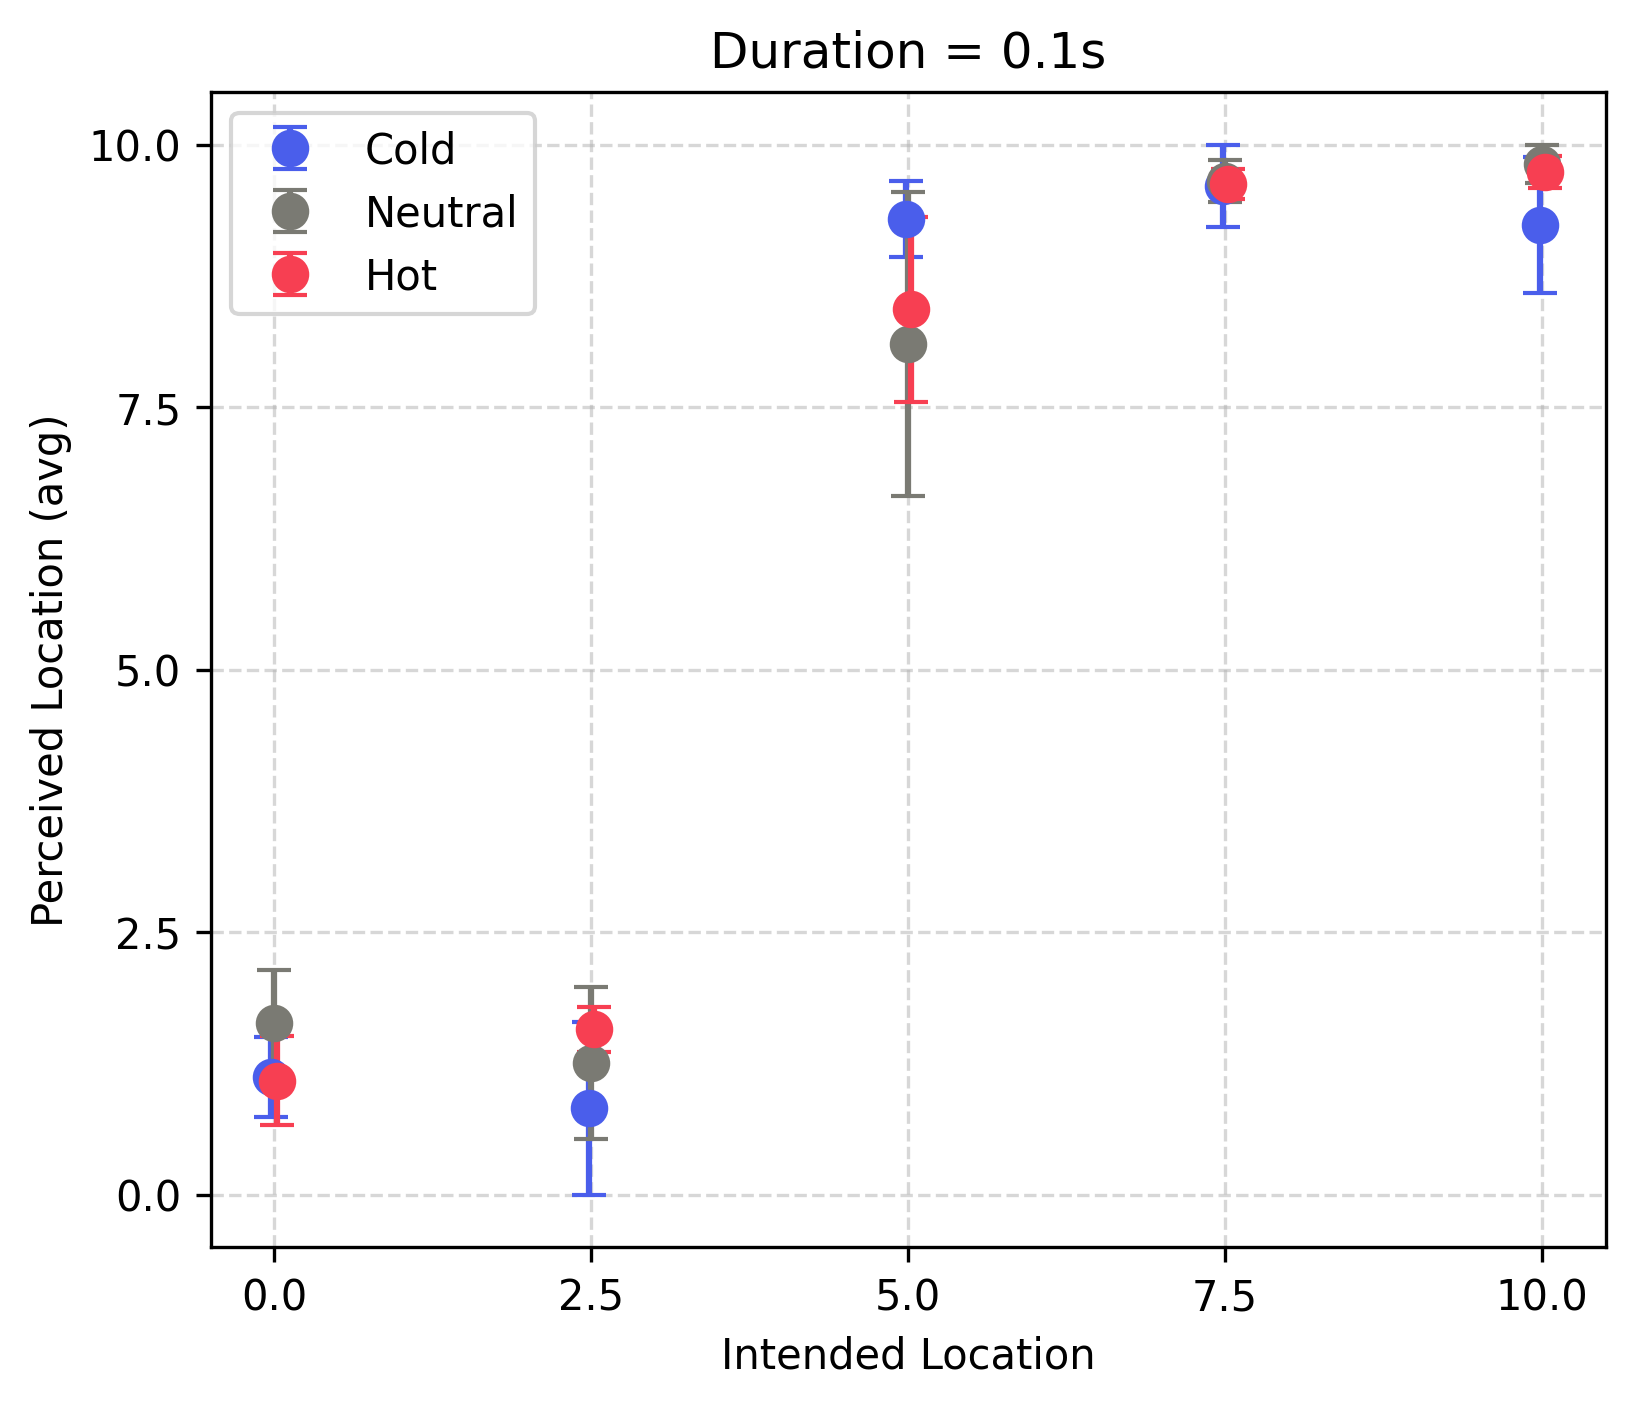 Duration = 0.1s
Cold
Neutral
Hot
10.0
7.5
5.0
2.5
0.0
Perceived Location (avg)
0.0 2.5 5.0 7.5 10.0
Intended Location